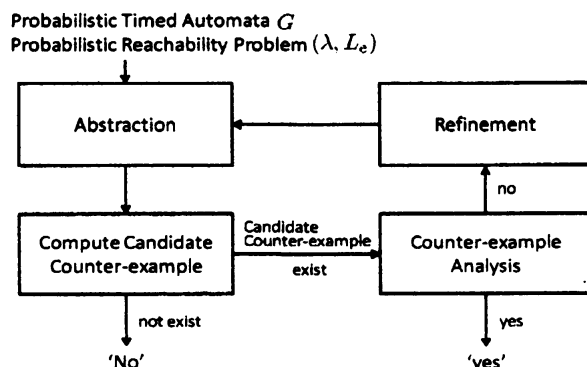 Probabilistic Timed Automata G
Probabilistic Reachability Problem (λ, Lₑ)
Abstraction
Refinement
no
Compute Candidate
Counter-example
Candidate
Counter-example
exist
Counter-example
Analysis
not exist
yes
'No'
'yes'